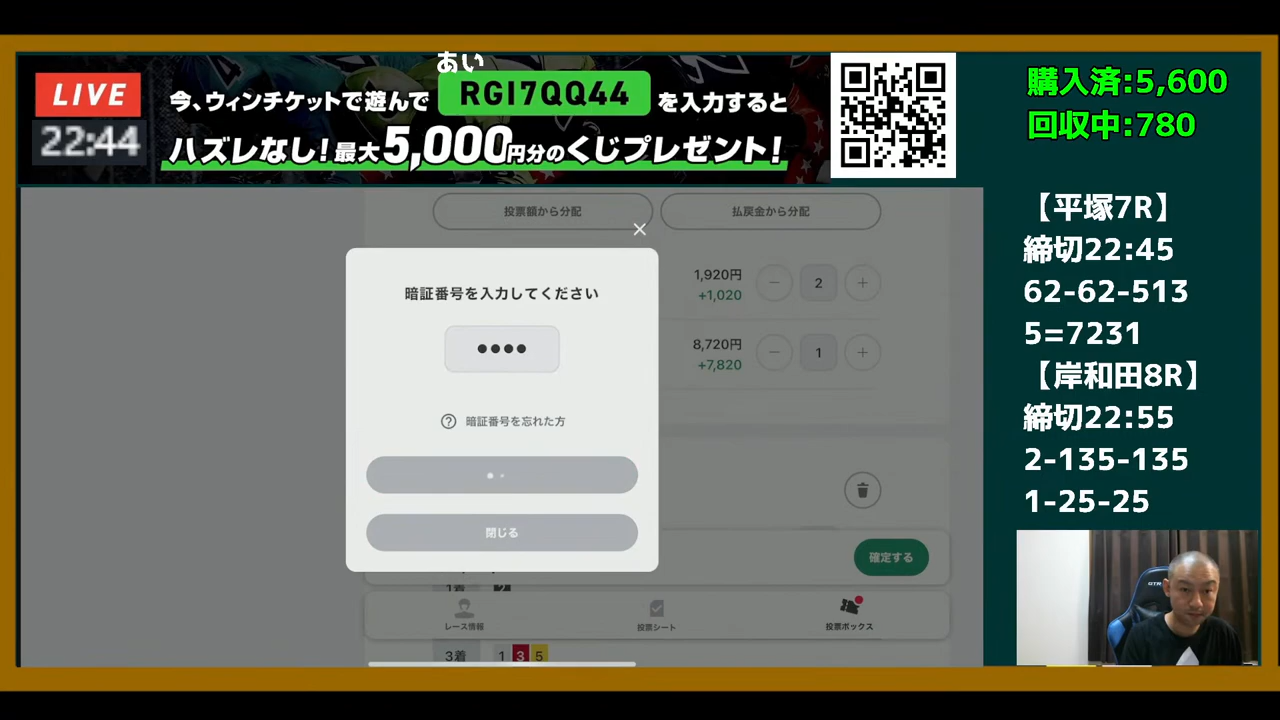 あい
LIVE
22:44
今、ウィンチケットで遊んで RGI7QQ44 を入力すると
ハズレなし！最大5,000円分のくじプレゼント！
購入済:5,600
回収中:780
【平塚7R】
締切22:45
62-62-513
5=7231
【岸和田8R】
締切22:55
2-135-135
1-25-25
投票額から分配
払戻金から分配
×
暗証番号を入力してください
●●●●
? 暗証番号を忘れた方
閉じる
1,920円
+1,020
− 2 +
8,720円
+7,820
− 1 +
確定する
1着 2
レース情報
投票シート
投票ボックス
3着 1 3 5
GTR